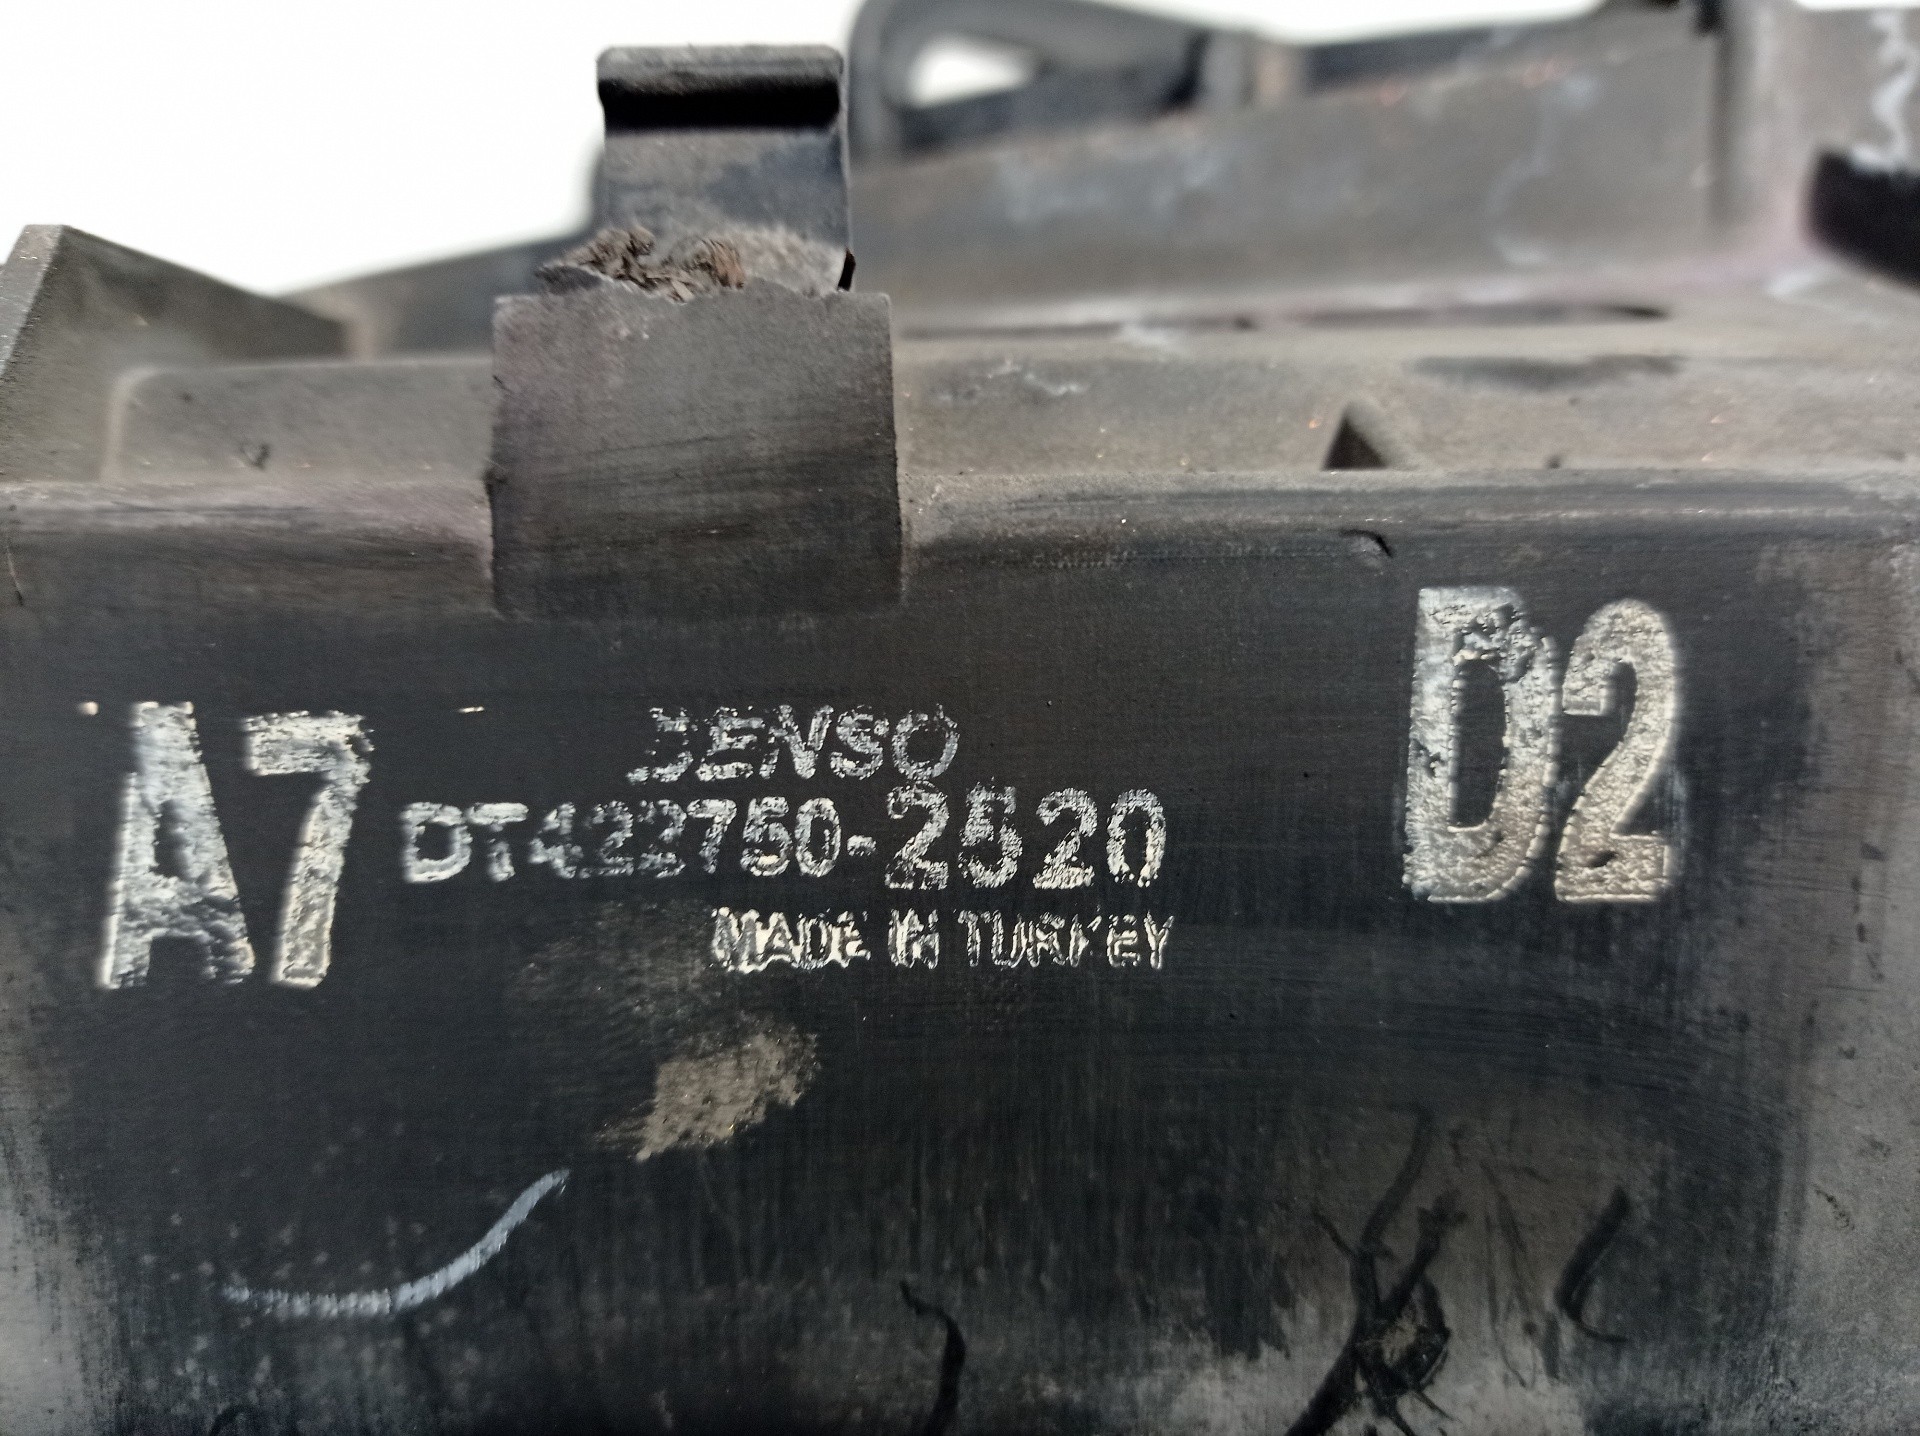 A7
DENSO
DT422750-2520
MADE IN TURKEY
D2